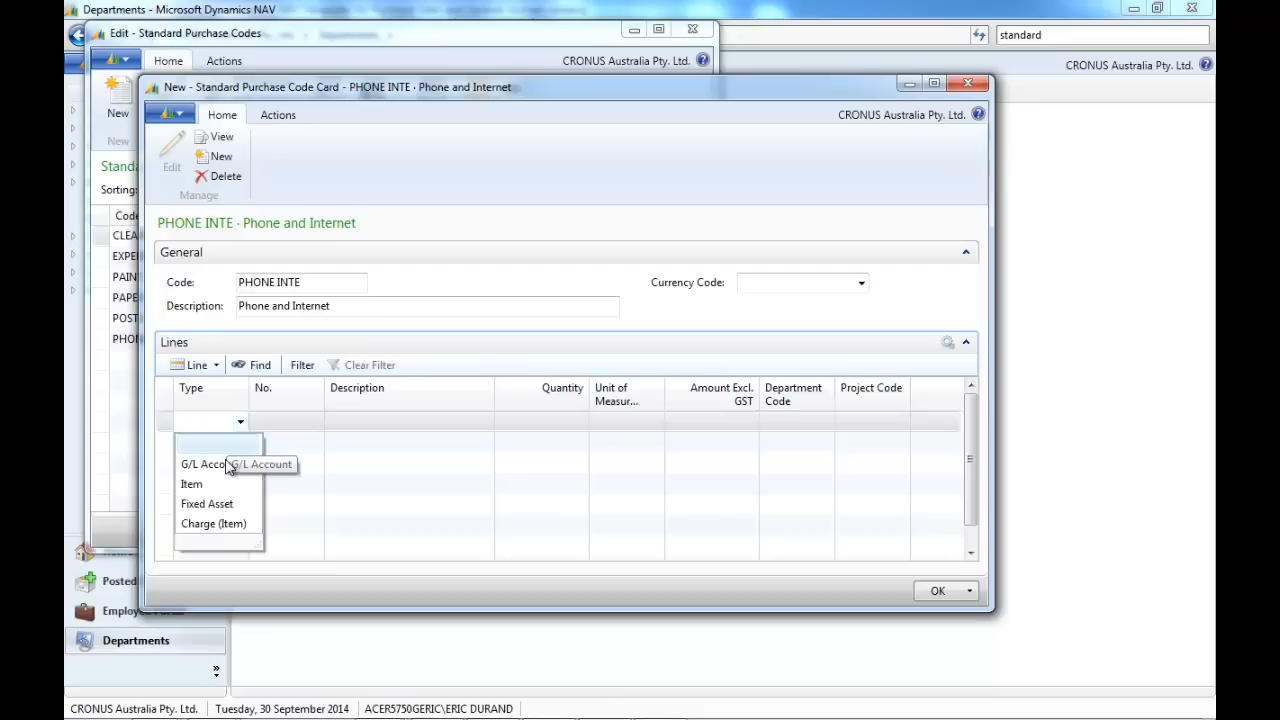 Departments - Microsoft Dynamics NAV
Edit - Standard Purchase Codes
standard
Home
Actions
CRONUS Australia Pty. Ltd.
CRONUS Australia Pty. Ltd.
New
New
New - Standard Purchase Code Card - PHONE INTE · Phone and Internet
Home
Actions
CRONUS Australia Pty. Ltd.
Edit
View
New
Delete
Manage
Standa
Sorting:
Code
CLEA
EXPE
PAIN
PAPE
POST
PHON
PHONE INTE · Phone and Internet
General
Code: PHONE INTE
Currency Code:
Description: Phone and Internet
Lines
Line Find Filter Clear Filter
Type No. Description Quantity Unit of Measur... Amount Excl. GST Department Code Project Code
G/L Acco
G/L Account
Item
Fixed Asset
Charge (Item)
OK
Posted
Employ
Departments
CRONUS Australia Pty. Ltd. Tuesday, 30 September 2014 ACER5750GERIC\ERIC DURAND